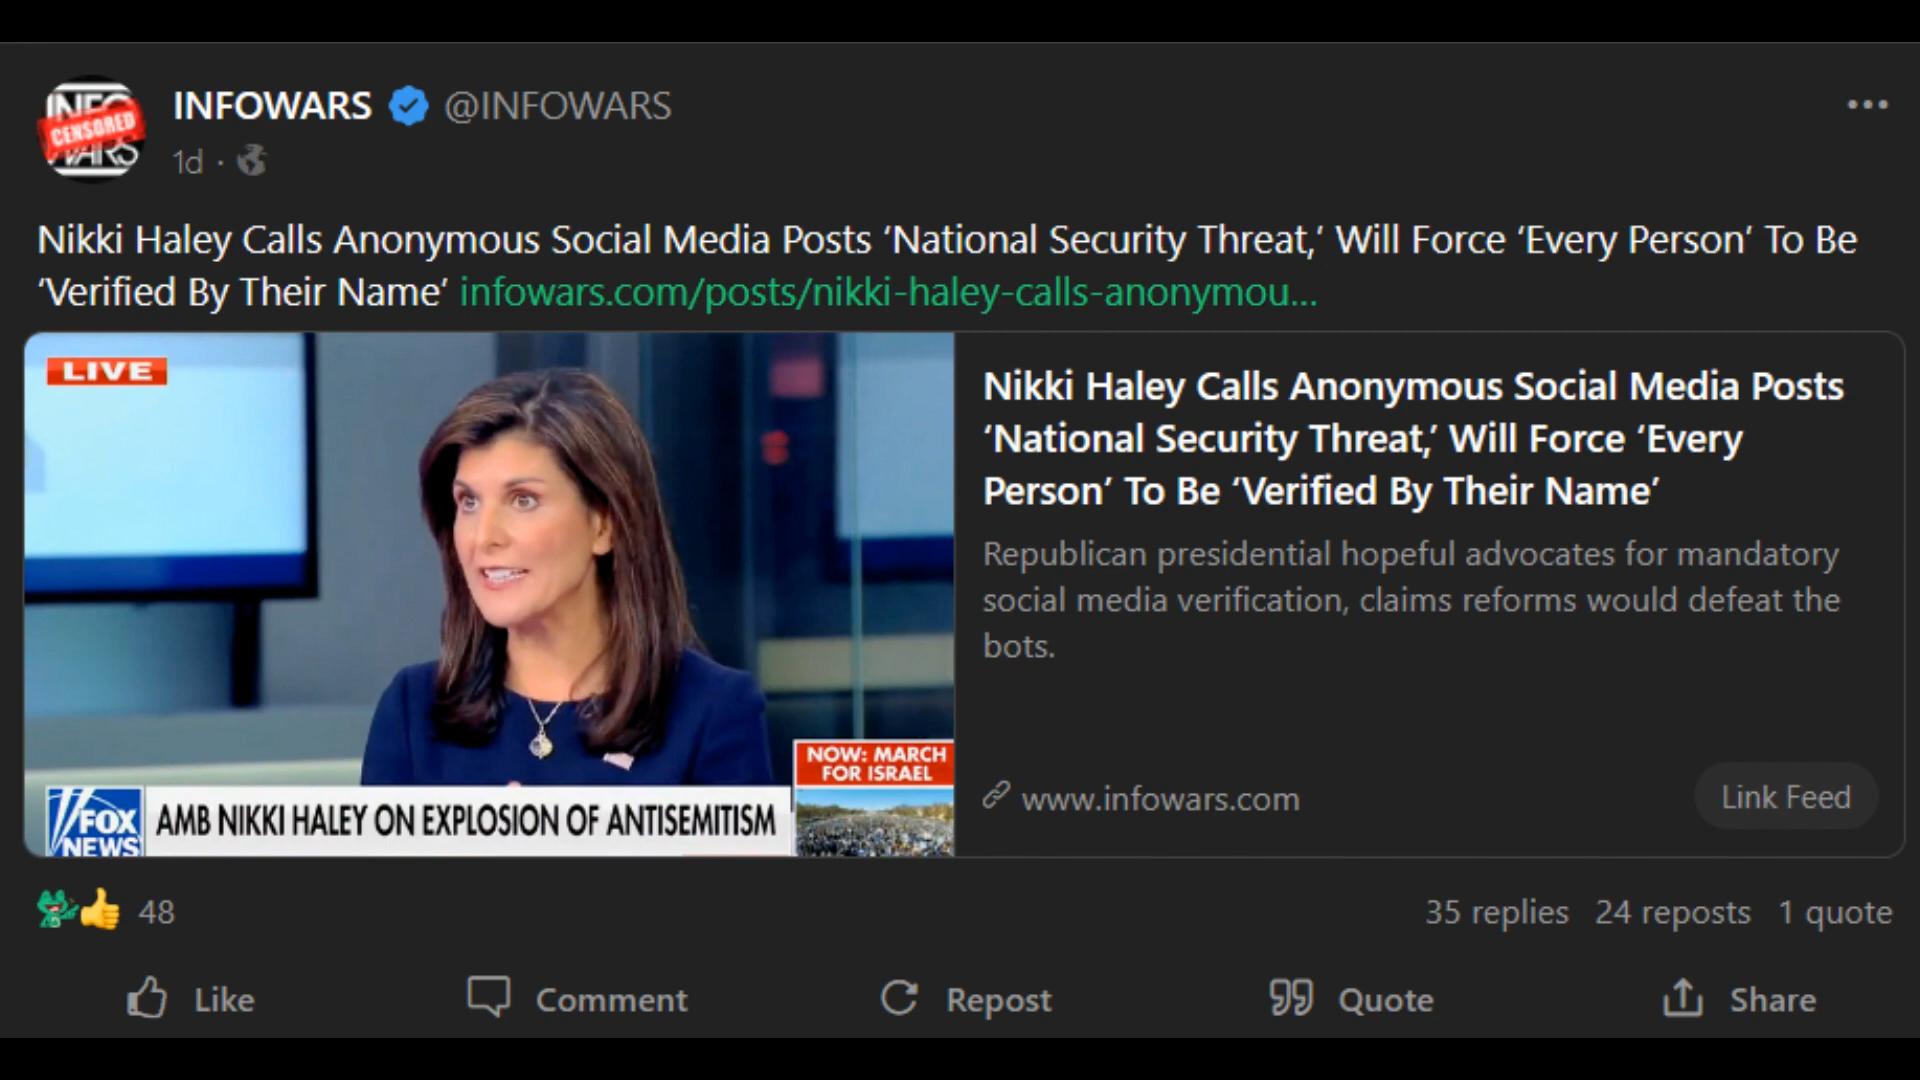 INFO
CENSORED
WARS
INFOWARS @INFOWARS
1d ·
Nikki Haley Calls Anonymous Social Media Posts ‘National Security Threat,’ Will Force ‘Every Person’ To Be
‘Verified By Their Name’ infowars.com/posts/nikki-haley-calls-anonymou...
LIVE
NOW: MARCH
FOR ISRAEL
FOX
NEWS
AMB NIKKI HALEY ON EXPLOSION OF ANTISEMITISM
Nikki Haley Calls Anonymous Social Media Posts
‘National Security Threat,’ Will Force ‘Every
Person’ To Be ‘Verified By Their Name’
Republican presidential hopeful advocates for mandatory
social media verification, claims reforms would defeat the
bots.
www.infowars.com
Link Feed
48
35 replies 24 reposts 1 quote
Like Comment Repost Quote Share